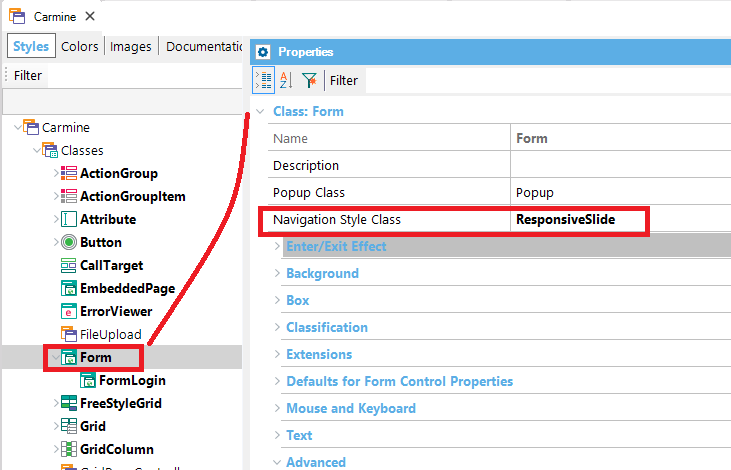 Carmine
Styles Colors Images Documentatio
Filter
Carmine
Classes
ActionGroup
ActionGroupItem
Attribute
Button
CallTarget
EmbeddedPage
ErrorViewer
FileUpload
Form
FormLogin
FreeStyleGrid
Grid
GridColumn
Properties
Filter
Class: Form
Name Form
Description
Popup Class Popup
Navigation Style Class ResponsiveSlide
Enter/Exit Effect
Background
Box
Classification
Extensions
Defaults for Form Control Properties
Mouse and Keyboard
Text
Advanced